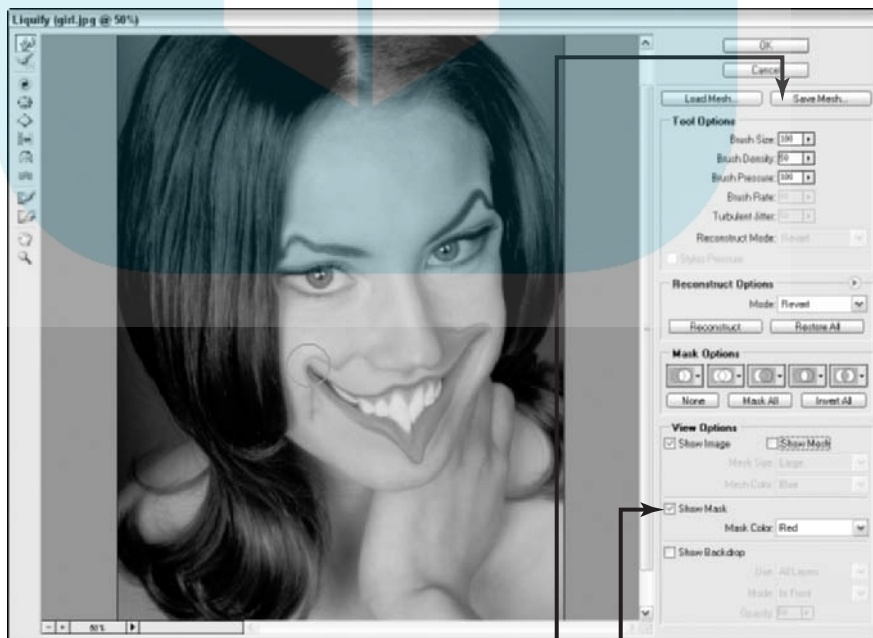 Liquify (girl.jpg @ 50%)
OK
Cancel
Load Mesh... Save Mesh...
Tool Options
Brush Size: 100
Brush Density: 50
Brush Pressure: 100
Brush Rate:
Turbulent Jitter:
Reconstruct Mode: Revert
Stylus Pressure
Reconstruct Options
Mode: Revert
Reconstruct Restore All
Mask Options
None Mask All Invert All
View Options
Show Image Show Mesh
Mesh Size: Large
Mesh Color: Blue
Show Mask
Mask Color: Red
Show Backdrop
Use: All Layers
Mode: In Front
Opacity:
50%